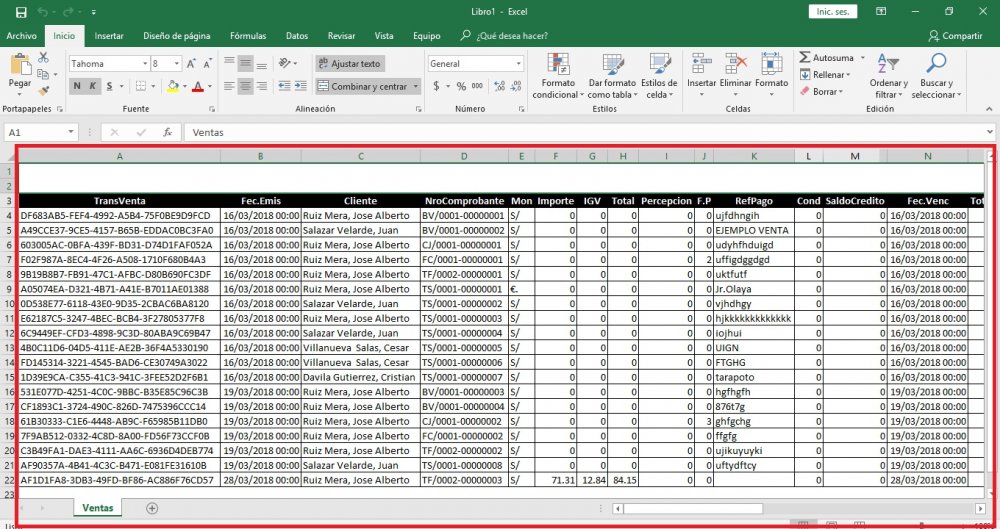 Libro1 - Excel
Inic. ses.
Archivo Inicio Insertar Diseño de página Fórmulas Datos Revisar Vista Equipo ¿Qué desea hacer? Compartir
Pegar
Tahoma 8 A A
N K S A
Ajustar texto
Combinar y centrar
General
$ % 000
Formato condicional
Dar formato como tabla
Estilos de celda
Insertar Eliminar Formato
Autosuma
Rellenar
Borrar
Ordenar y filtrar
Buscar y seleccionar
Portapapeles Fuente Alineación Número Estilos Celdas Edición
A1 fx Ventas
A B C D E F G H I J K L M N
1
2
3 TransVenta Fec.Emis Cliente NroComprobante Mon Importe IGV Total Percepcion F.P RefPago Cond SaldoCredito Fec.Venc Tot
4 DF683AB5-FEF4-4992-A5B4-75F0BE9D9FCD 16/03/2018 00:00 Ruiz Mera, Jose Alberto BV/0001-00000001 S/ 0 0 0 0 0 ujfdhngih 0 0 16/03/2018 00:00
5 A49CCE37-9CE5-4157-B65B-EDDAC0BC3FA0 16/03/2018 00:00 Salazar Velarde, Juan BV/0001-00000002 S/ 0 0 0 0 0 EJEMPLO VENTA 0 0 16/03/2018 00:00
6 603005AC-0BFA-439F-BD31-D74D1FAF052A 16/03/2018 00:00 Ruiz Mera, Jose Alberto CJ/0001-00000001 S/ 0 0 0 0 0 udyhfhduigd 0 0 16/03/2018 00:00
7 F02F987A-8EC4-4F26-A508-1710F680B4A3 16/03/2018 00:00 Ruiz Mera, Jose Alberto FC/0001-00000001 S/ 0 0 0 0 2 uffigdggdgd 0 0 16/03/2018 00:00
8 9B19B8B7-FB91-47C1-AFBC-D80B690FC3DF 16/03/2018 00:00 Ruiz Mera, Jose Alberto TF/0002-00000001 S/ 0 0 0 0 0 uktfutf 0 0 16/03/2018 00:00
9 A05074EA-D321-4B71-A41E-B7011AE01388 16/03/2018 00:00 Ruiz Mera, Jose Alberto TS/0001-00000001 €. 0 0 0 0 0 Jr.Olaya 0 0 16/03/2018 00:00
10 0D538E77-6118-43E0-9D35-2CBAC6BA8120 16/03/2018 00:00 Salazar Velarde, Juan TS/0001-00000002 S/ 0 0 0 0 0 vjhdhgy 0 0 16/03/2018 00:00
11 E62187C5-3247-4BEC-BCB4-3F27805377F8 16/03/2018 00:00 Ruiz Mera, Jose Alberto TS/0001-00000003 S/ 0 0 0 0 0 hjkkkkkkkkkkkkk 0 0 16/03/2018 00:00
12 6C9449EF-CFD3-4898-9C3D-80ABA9C69B47 16/03/2018 00:00 Salazar Velarde, Juan TS/0001-00000004 S/ 0 0 0 0 0 iojhui 0 0 16/03/2018 00:00
13 4B0C11D6-04D5-411E-AE2B-36F4A5330190 16/03/2018 00:00 Villanueva Salas, Cesar TS/0001-00000005 S/ 0 0 0 0 0 UIGN 0 0 16/03/2018 00:00
14 FD145314-3221-4545-BAD6-CE30749A3022 16/03/2018 00:00 Villanueva Salas, Cesar TS/0001-00000006 S/ 0 0 0 0 0 FTGHG 0 0 16/03/2018 00:00
15 1D39E9CA-C355-41C3-941C-3FEE52D2F6B1 16/03/2018 00:00 Davila Gutierrez, Cristian TS/0001-00000007 S/ 0 0 0 0 0 tarapoto 0 0 16/03/2018 00:00
16 531E077D-4251-4C0C-9BBC-B35E85C96C3B 19/03/2018 00:00 Ruiz Mera, Jose Alberto BV/0001-00000003 S/ 0 0 0 0 0 hgfhgfh 0 0 19/03/2018 00:00
17 CF1893C1-3724-490C-826D-7475396CCC14 19/03/2018 00:00 Ruiz Mera, Jose Alberto BV/0001-00000004 S/ 0 0 0 0 0 876t7g 0 0 19/03/2018 00:00
18 61B30333-C1E6-4448-AB9C-F65985B11DB0 19/03/2018 00:00 Ruiz Mera, Jose Alberto CJ/0001-00000002 S/ 0 0 0 0 3 ghfgchg 0 0 19/03/2018 00:00
19 7F9AB512-0332-4C8D-8A00-FD56F73CCF0B 19/03/2018 00:00 Ruiz Mera, Jose Alberto FC/0001-00000002 S/ 0 0 0 0 0 ffgfg 0 0 19/03/2018 00:00
20 C3B49FA1-DAE3-4111-AA6C-6936D4DEB774 19/03/2018 00:00 Ruiz Mera, Jose Alberto TF/0002-00000002 S/ 0 0 0 0 0 ujikuyuyki 0 0 19/03/2018 00:00
21 AF90357A-4B41-4C3C-B471-E081FE31610B 19/03/2018 00:00 Salazar Velarde, Juan TS/0001-00000008 S/ 0 0 0 0 0 uftydftcy 0 0 19/03/2018 00:00
22 AF1D1FA8-3DB3-49FD-BF86-AC886F76CD57 28/03/2018 00:00 Ruiz Mera, Jose Alberto TF/0002-00000003 S/ 71.31 12.84 84.15 0 0 0 0 28/03/2018 00:00
23
Ventas